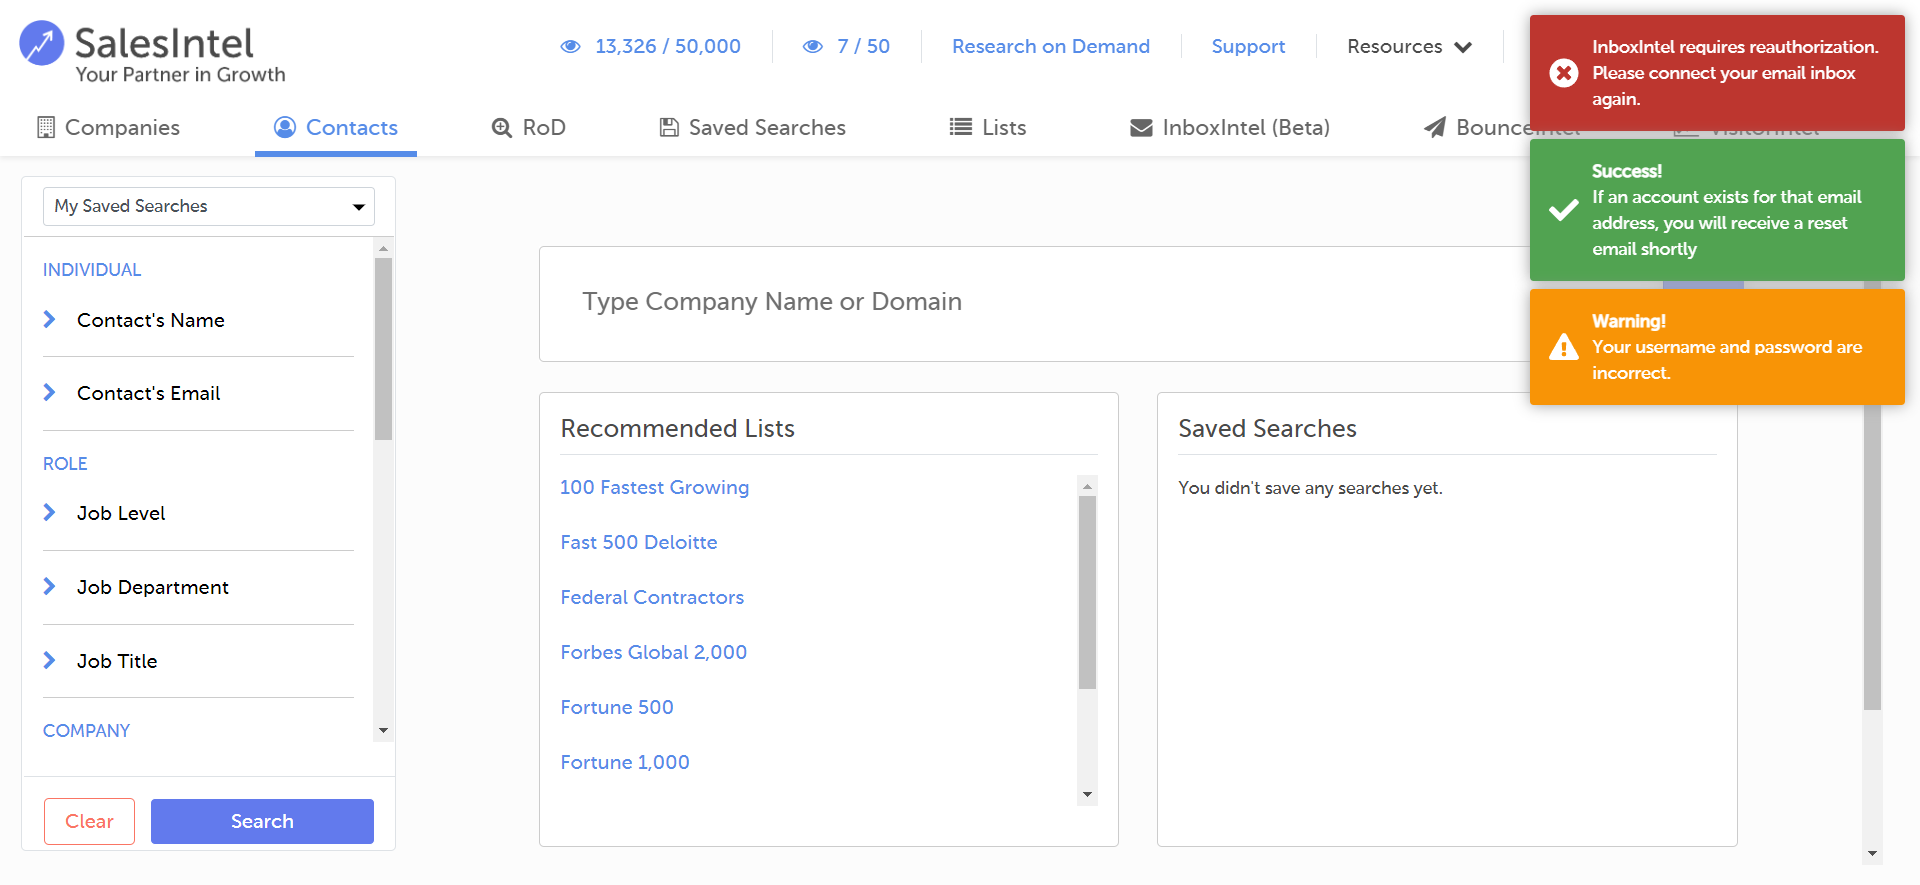 SalesIntel
Your Partner in Growth
13,326 / 50,000
7 / 50
Research on Demand
Support
Resources
Companies
Contacts
RoD
Saved Searches
Lists
InboxIntel (Beta)
BounceIntel
VisitorIntel
InboxIntel requires reauthorization.
Please connect your email inbox
again.
Success!
If an account exists for that email
address, you will receive a reset
email shortly
Warning!
Your username and password are
incorrect.
My Saved Searches
INDIVIDUAL
Contact's Name
Contact's Email
ROLE
Job Level
Job Department
Job Title
COMPANY
Clear
Search
Type Company Name or Domain
Recommended Lists
100 Fastest Growing
Fast 500 Deloitte
Federal Contractors
Forbes Global 2,000
Fortune 500
Fortune 1,000
Saved Searches
You didn't save any searches yet.